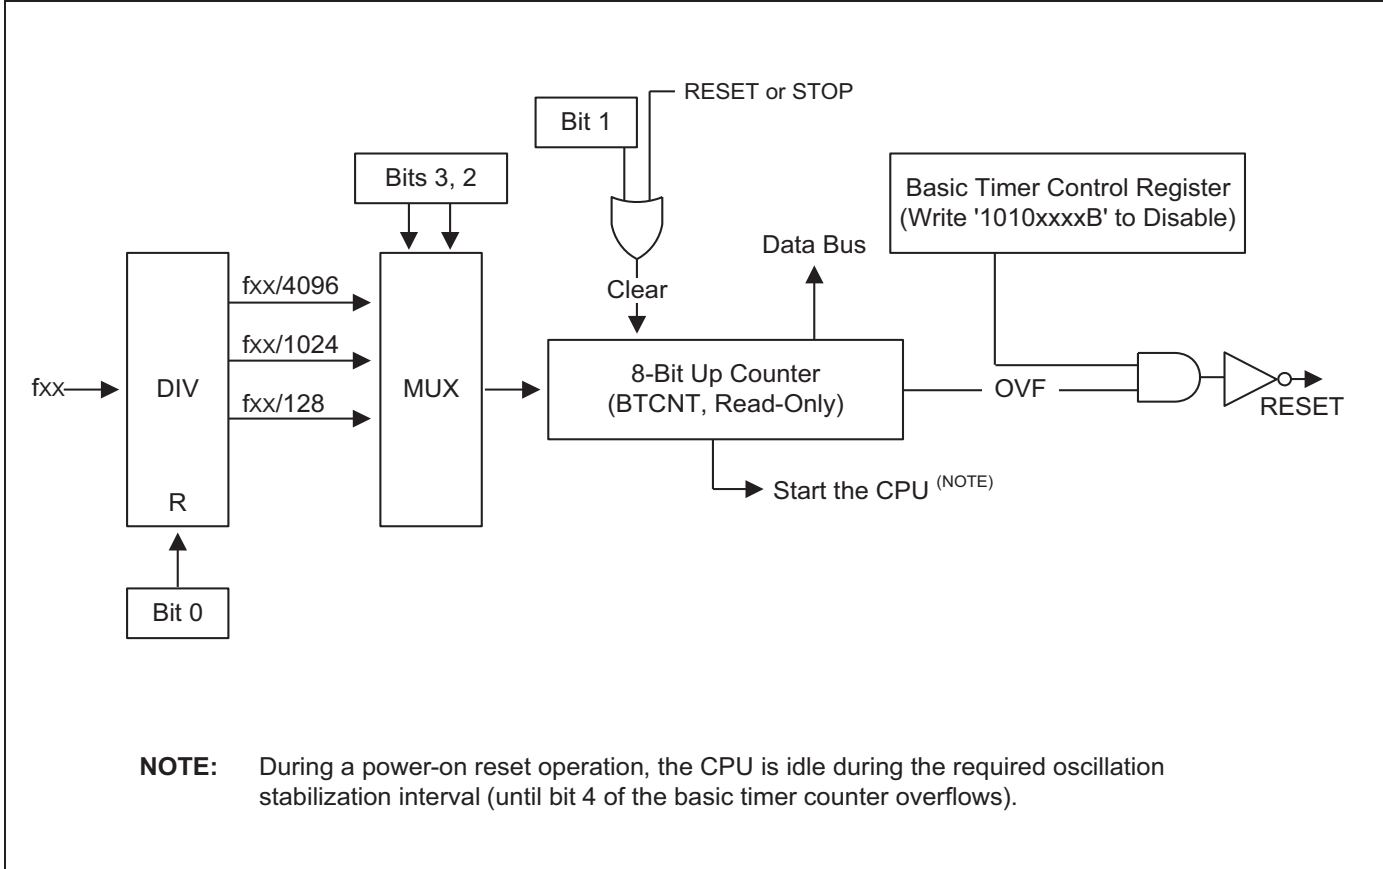 RESET or STOP
Bit 1
Bits 3, 2
Basic Timer Control Register
(Write '1010xxxxB' to Disable)
Data Bus
Clear
fxx/4096
fxx/1024
fxx/128
fxx
DIV
MUX
8-Bit Up Counter
(BTCNT, Read-Only)
OVF
RESET
R
Start the CPU (NOTE)
Bit 0
NOTE: During a power-on reset operation, the CPU is idle during the required oscillation
stabilization interval (until bit 4 of the basic timer counter overflows).